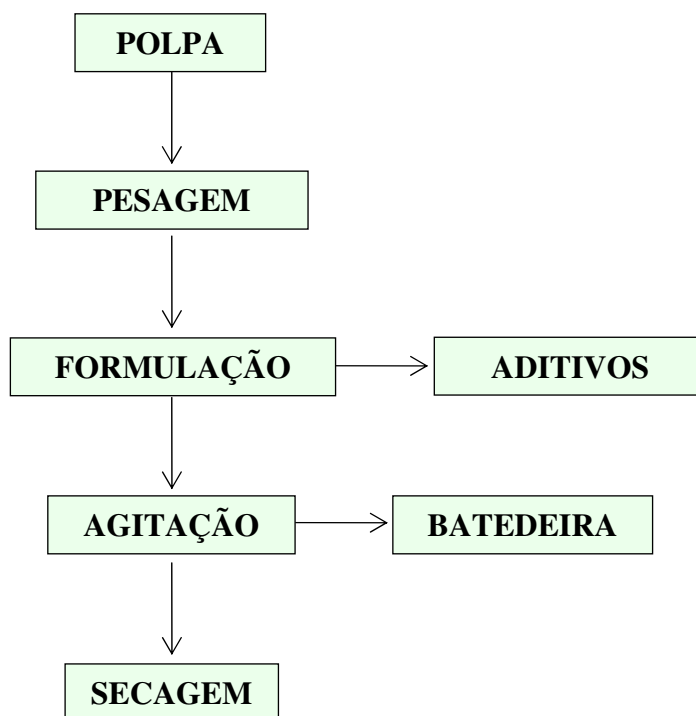 POLPA
PESAGEM
FORMULAÇÃO
ADITIVOS
AGITAÇÃO
BATEDEIRA
SECAGEM